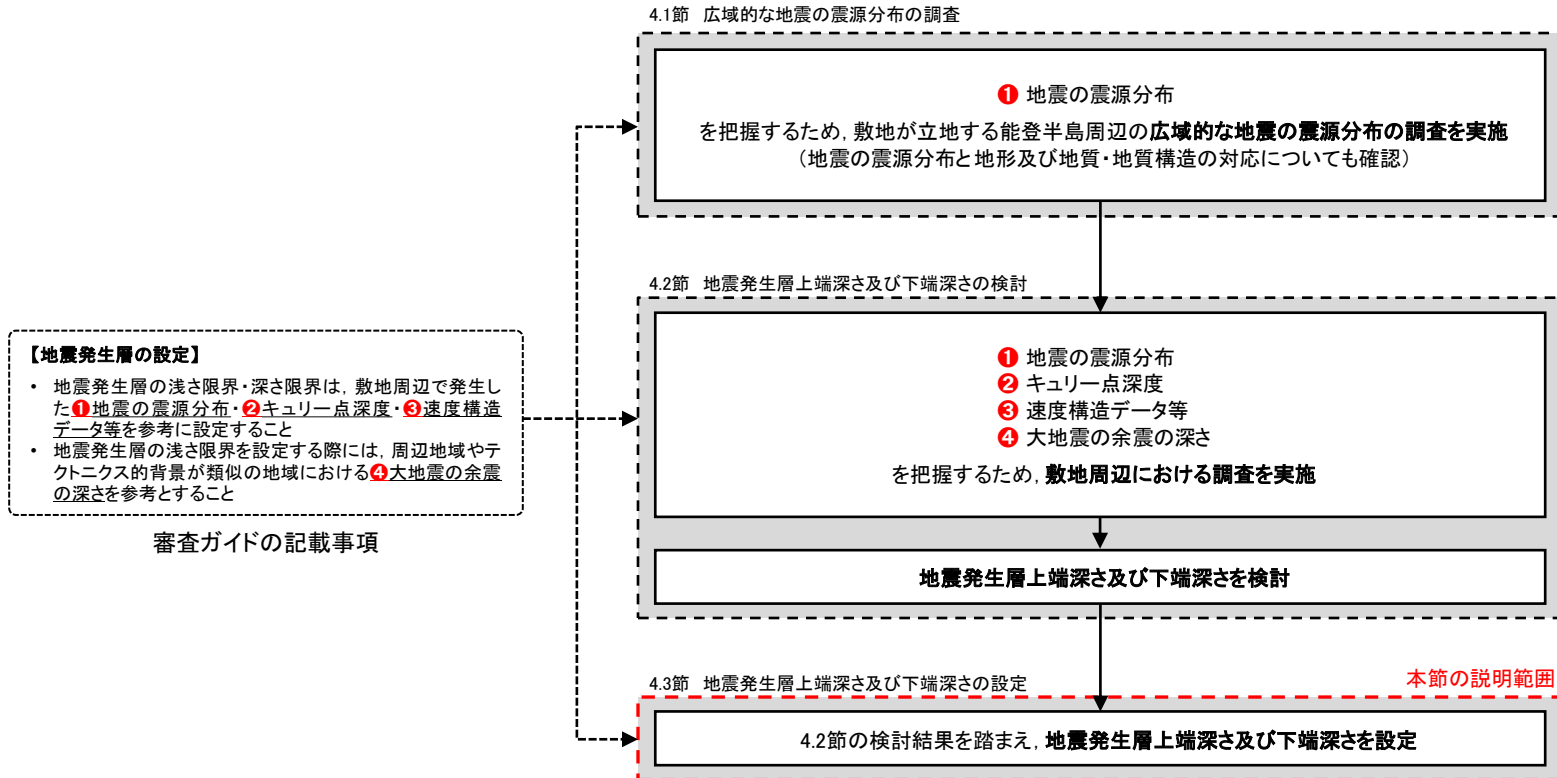 4.1節 広域的な地震の震源分布の調査
❶ 地震の震源分布
を把握するため，敷地が立地する能登半島周辺の広域的な地震の震源分布の調査を実施
（地震の震源分布と地形及び地質・地質構造の対応についても確認）
4.2節 地震発生層上端深さ及び下端深さの検討
❶ 地震の震源分布
❷ キュリー点深度
❸ 速度構造データ等
❹ 大地震の余震の深さ
を把握するため，敷地周辺における調査を実施
地震発生層上端深さ及び下端深さを検討
【地震発生層の設定】
• 地震発生層の浅さ限界・深さ限界は，敷地周辺で発生し
た❶地震の震源分布・❷キュリー点深度・❸速度構造
データ等を参考に設定すること
• 地震発生層の浅さ限界を設定する際には，周辺地域やテ
クトニクス的背景が類似の地域における❹大地震の余震
の深さを参考とすること
審査ガイドの記載事項
4.3節 地震発生層上端深さ及び下端深さの設定
本節の説明範囲
4.2節の検討結果を踏まえ，地震発生層上端深さ及び下端深さを設定